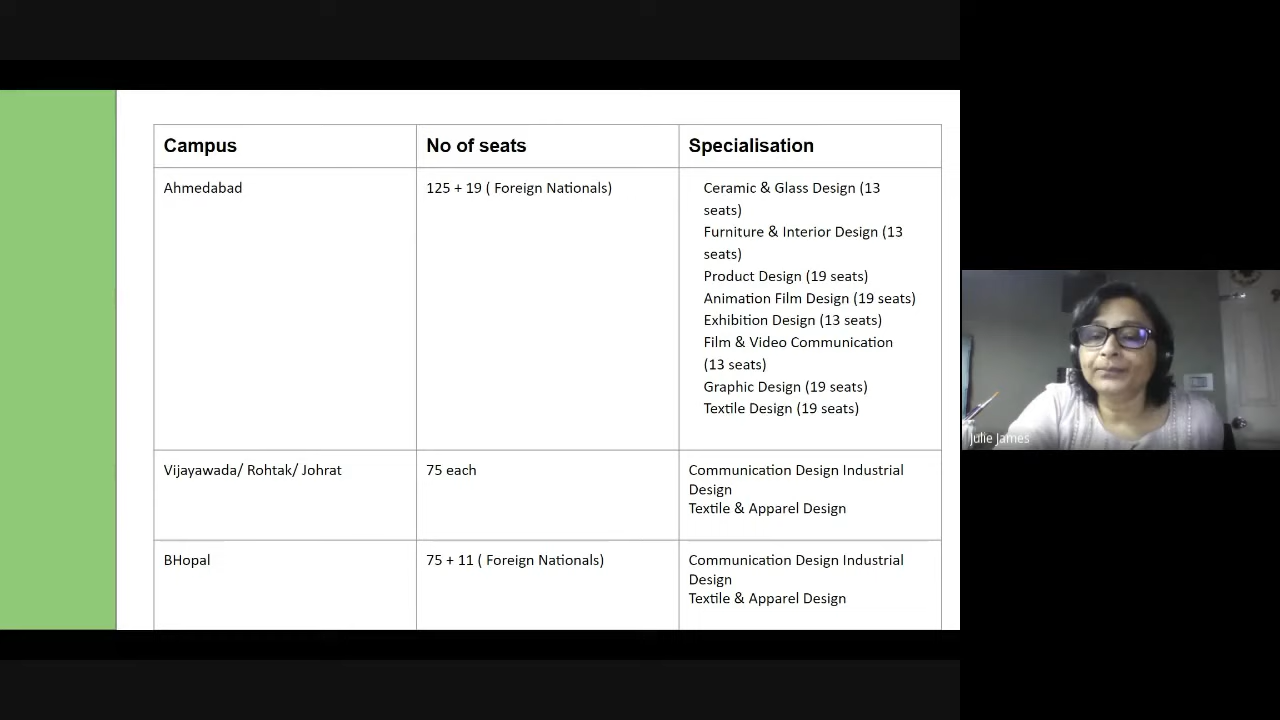 Campus
No of seats
Specialisation
Ahmedabad
125 + 19 ( Foreign Nationals)
Ceramic & Glass Design (13
seats)
Furniture & Interior Design (13
seats)
Product Design (19 seats)
Animation Film Design (19 seats)
Exhibition Design (13 seats)
Film & Video Communication
(13 seats)
Graphic Design (19 seats)
Textile Design (19 seats)
Vijayawada/ Rohtak/ Johrat
75 each
Communication Design Industrial
Design
Textile & Apparel Design
BHopal
75 + 11 ( Foreign Nationals)
Communication Design Industrial
Design
Textile & Apparel Design
Julie James